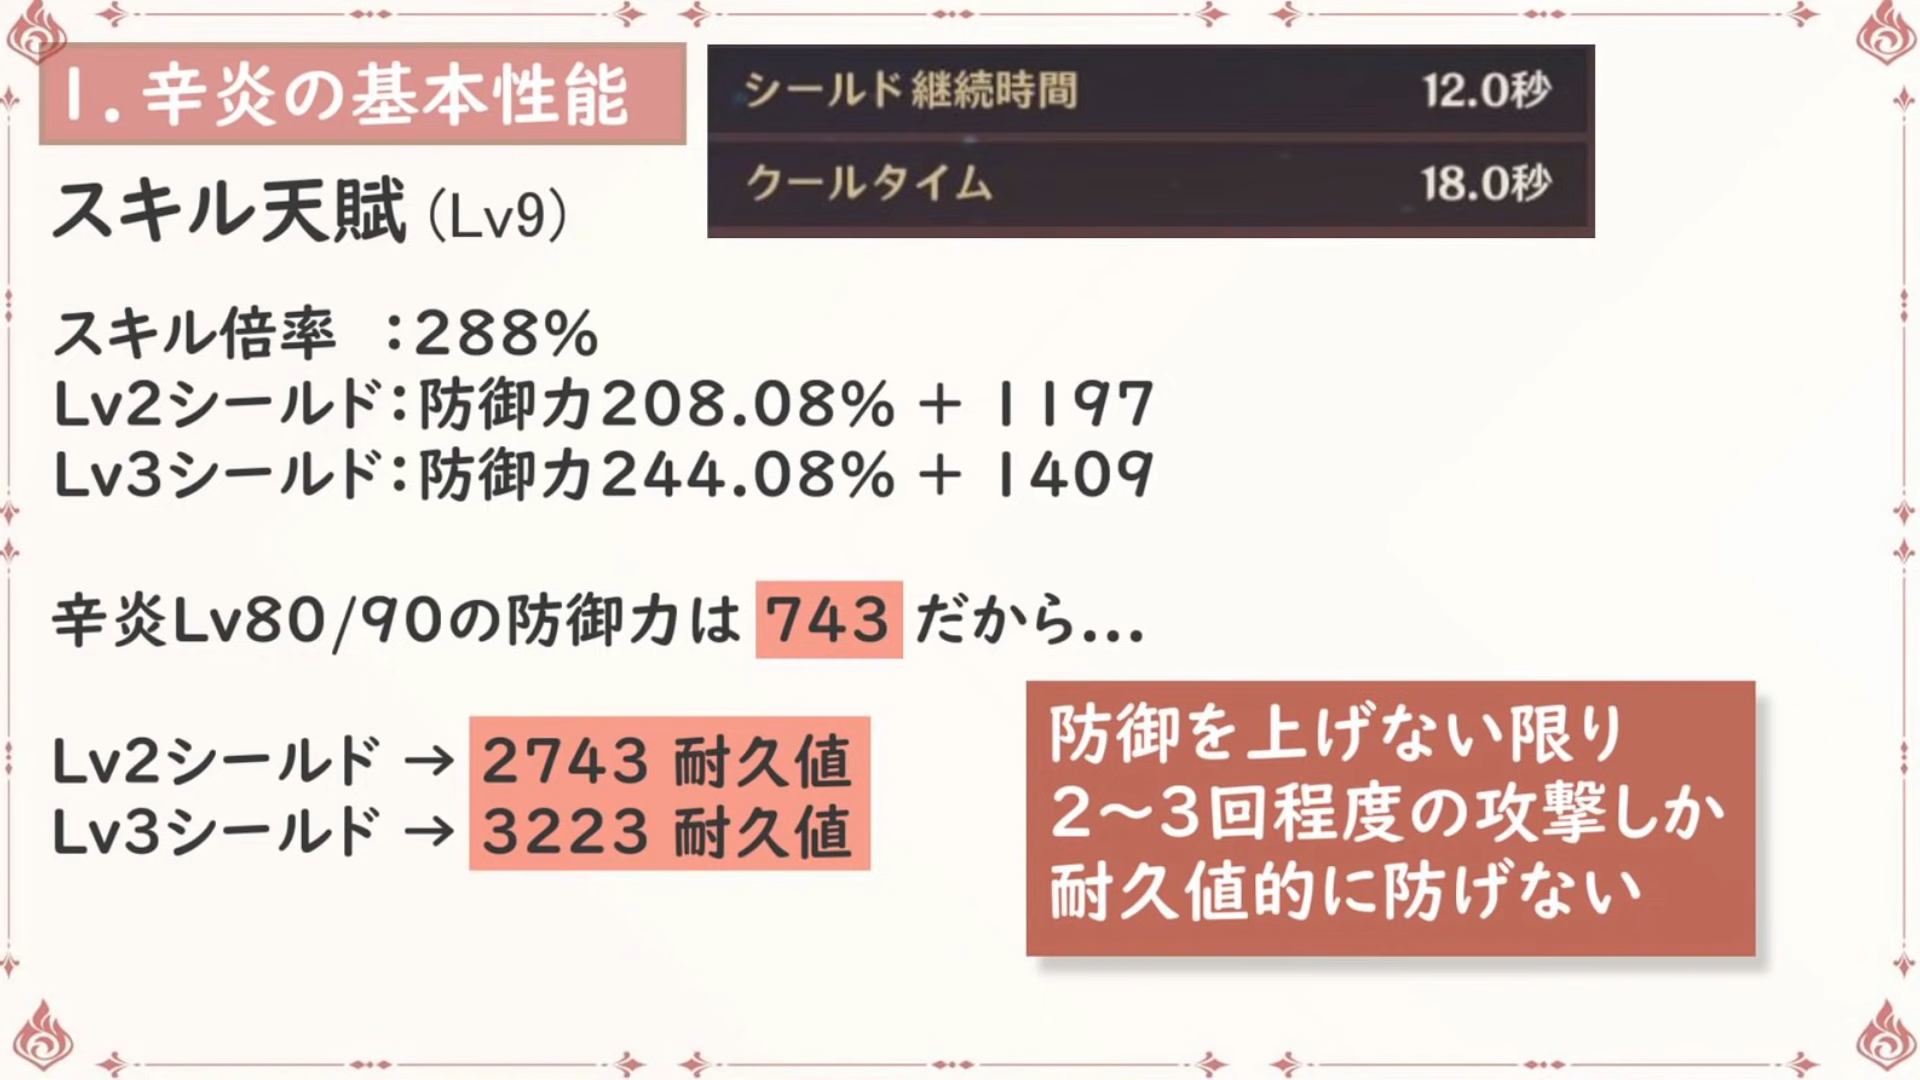 1. 辛炎の基本性能
シールド継続時間 12.0秒
クールタイム 18.0秒
スキル天賦 (Lv9)
スキル倍率 :288%
Lv2シールド:防御力208.08% + 1197
Lv3シールド:防御力244.08% + 1409
辛炎Lv80/90の防御力は 743 だから...
Lv2シールド → 2743 耐久値
Lv3シールド → 3223 耐久値
防御を上げない限り
2〜3回程度の攻撃しか
耐久値的に防げない